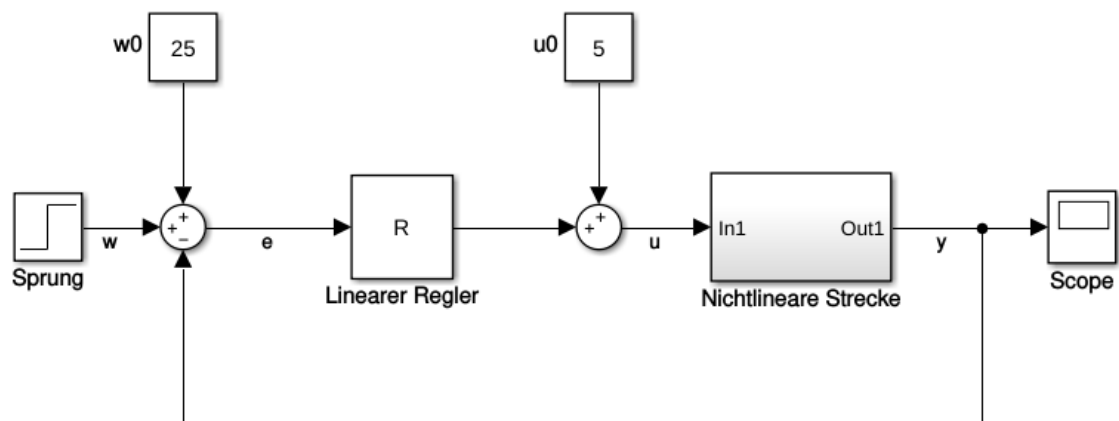 w0
25
u0
5
+
+
−
+
+
R
In1
Out1
w
e
u
y
Sprung
Linearer Regler
Nichtlineare Strecke
Scope